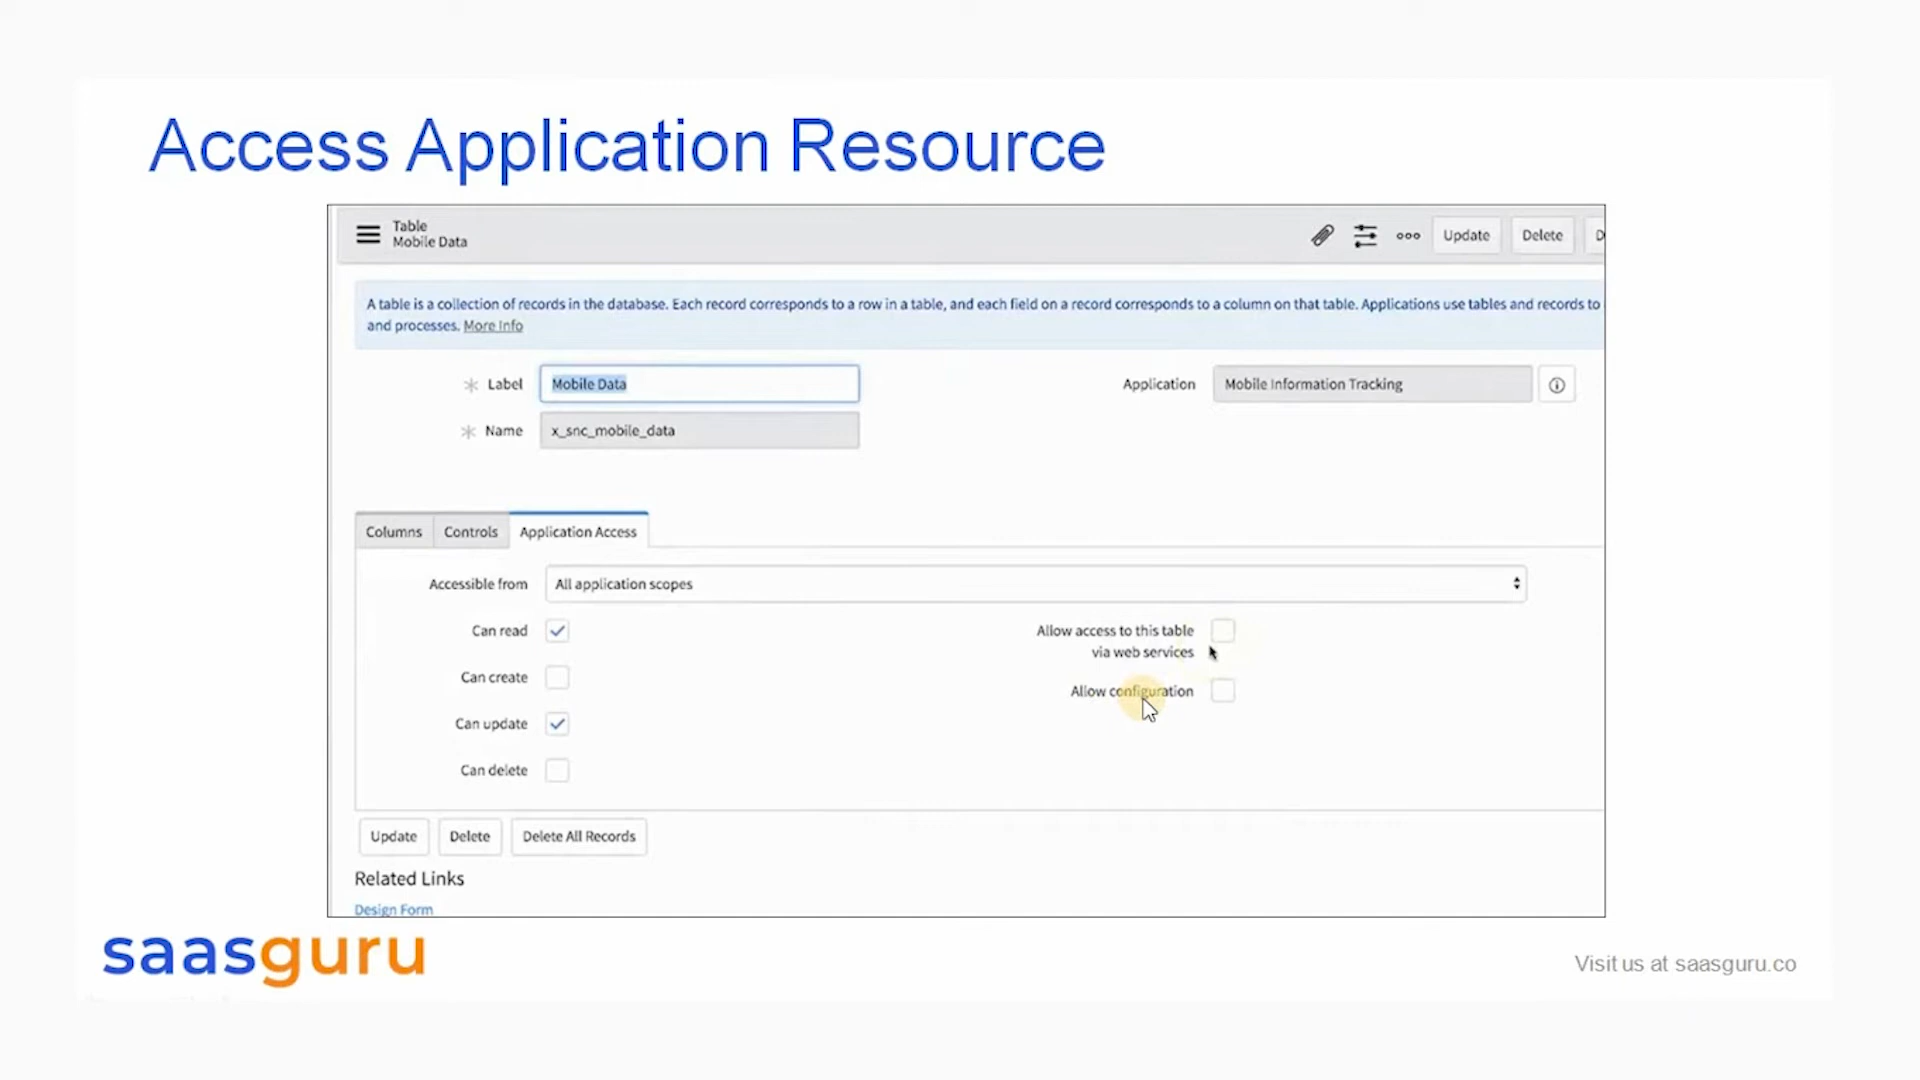 Access Application Resource
Table
Mobile Data
Update
Delete
D
A table is a collection of records in the database. Each record corresponds to a row in a table, and each field on a record corresponds to a column on that table. Applications use tables and records to
and processes. More Info
Label
Mobile Data
Application
Mobile Information Tracking
Name
x_snc_mobile_data
Columns
Controls
Application Access
Accessible from
All application scopes
Can read
Allow access to this table
via web services
Can create
Allow configuration
Can update
Can delete
Update
Delete
Delete All Records
Related Links
Design Form
saasguru
Visit us at saasguru.co